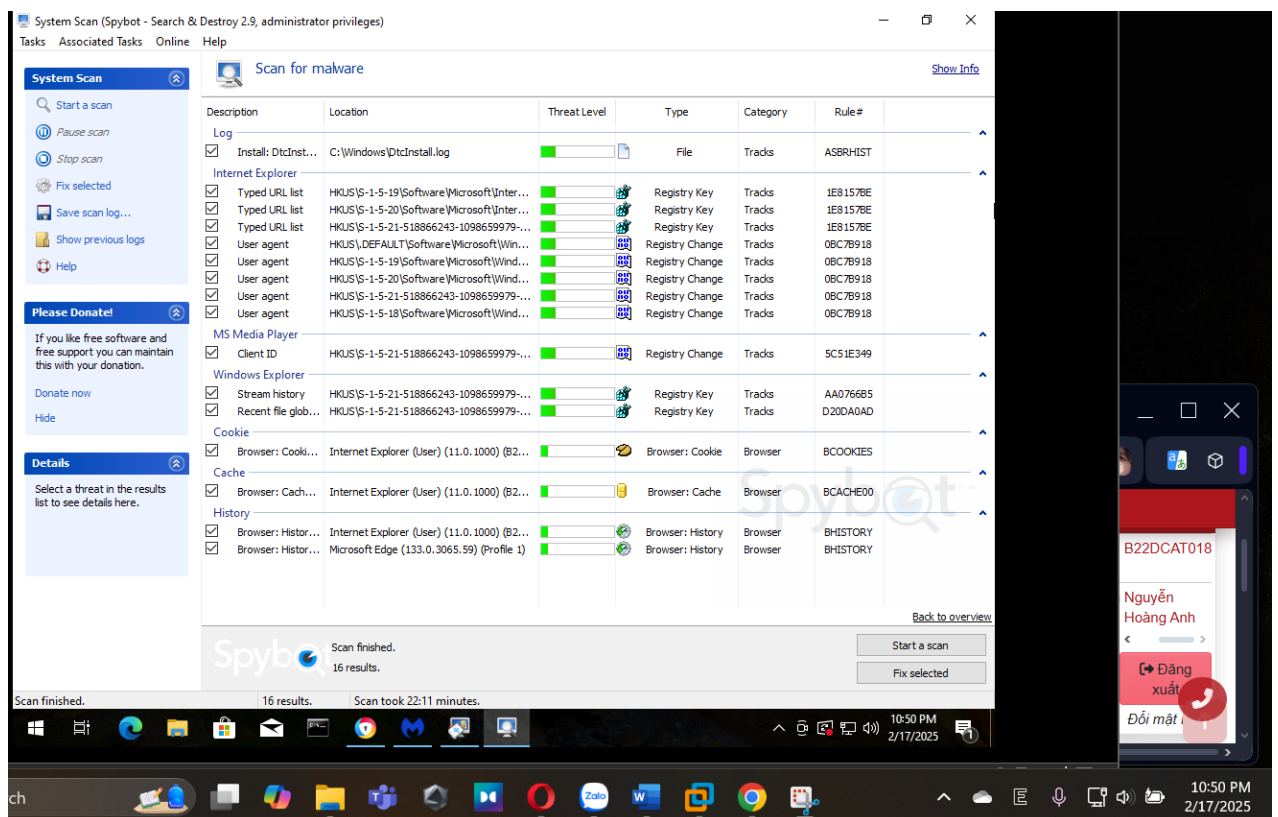 System Scan (Spybot - Search & Destroy 2.9, administrator privileges)
Tasks Associated Tasks Online Help
System Scan
Start a scan
Pause scan
Stop scan
Fix selected
Save scan log...
Show previous logs
Help
Please Donate!
If you like free software and
free support you can maintain
this with your donation.
Donate now
Hide
Details
Select a threat in the results
list to see details here.
Scan for malware
Show Info
Description Location Threat Level Type Category Rule#
Log
Install: DtcInst... C:\Windows\DtcInstall.log File Tracks ASBRHIST
Internet Explorer
Typed URL list HKUS\S-1-5-19\Software\Microsoft\Inter... Registry Key Tracks 1E8157BE
Typed URL list HKUS\S-1-5-20\Software\Microsoft\Inter... Registry Key Tracks 1E8157BE
Typed URL list HKUS\S-1-5-21-518866243-1098659979-... Registry Key Tracks 1E8157BE
User agent HKUS\.DEFAULT\Software\Microsoft\Win... Registry Change Tracks 0BC7B918
User agent HKUS\S-1-5-19\Software\Microsoft\Wind... Registry Change Tracks 0BC7B918
User agent HKUS\S-1-5-20\Software\Microsoft\Wind... Registry Change Tracks 0BC7B918
User agent HKUS\S-1-5-21-518866243-1098659979-... Registry Change Tracks 0BC7B918
User agent HKUS\S-1-5-18\Software\Microsoft\Wind... Registry Change Tracks 0BC7B918
MS Media Player
Client ID HKUS\S-1-5-21-518866243-1098659979-... Registry Change Tracks 5C51E349
Windows Explorer
Stream history HKUS\S-1-5-21-518866243-1098659979-... Registry Key Tracks AA0766B5
Recent file glob... HKUS\S-1-5-21-518866243-1098659979-... Registry Key Tracks D20DA0AD
Cookie
Browser: Cooki... Internet Explorer (User) (11.0.1000) (B2... Browser: Cookie Browser BCOOKIES
Cache
Browser: Cach... Internet Explorer (User) (11.0.1000) (B2... Browser: Cache Browser BCACHE00
History
Browser: Histor... Internet Explorer (User) (11.0.1000) (B2... Browser: History Browser BHISTORY
Browser: Histor... Microsoft Edge (133.0.3065.59) (Profile 1) Browser: History Browser BHISTORY
Spybot
Back to overview
Spybot
Scan finished.
16 results.
Start a scan
Fix selected
Scan finished. 16 results. Scan took 22:11 minutes.
10:50 PM
2/17/2025
1
B22DCAT018
Nguyễn
Hoàng Anh
Đăng
xuất
Đổi mật
ch
Zalo
W
10:50 PM
2/17/2025